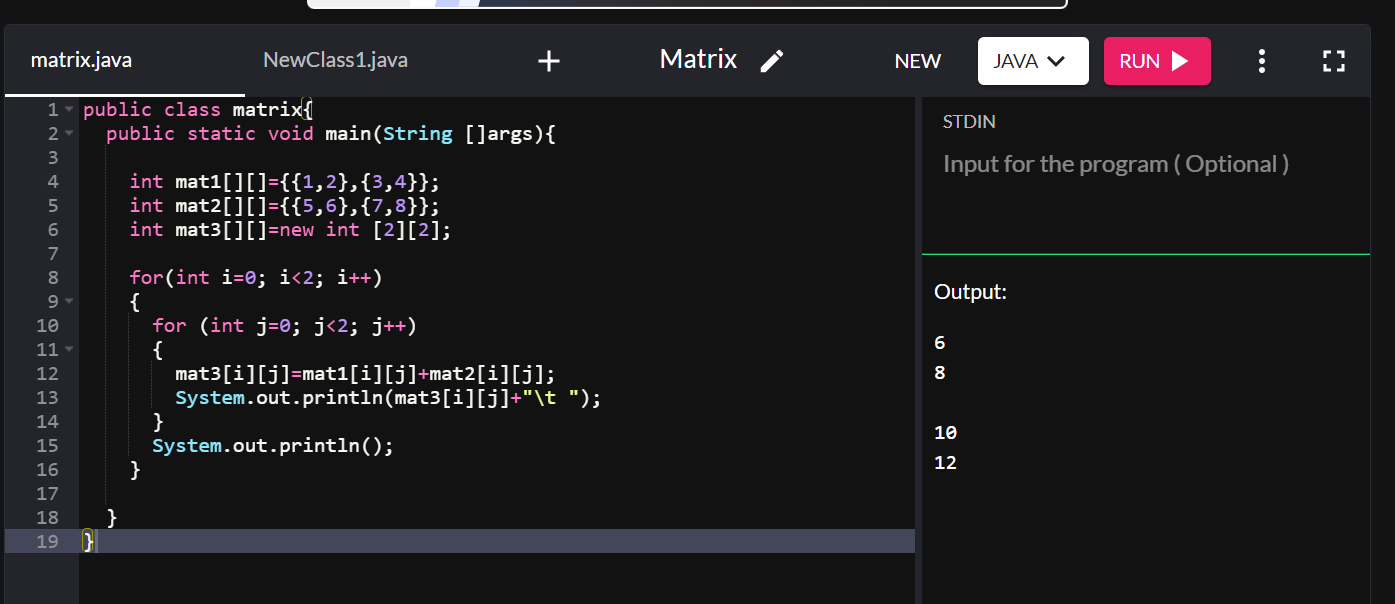 matrix.java NewClass1.java + Matrix NEW JAVA RUN
1 public class matrix{
2 public static void main(String []args){
3
4 int mat1[][]={{1,2},{3,4}};
5 int mat2[][]={{5,6},{7,8}};
6 int mat3[][]=new int [2][2];
7
8 for(int i=0; i<2; i++)
9 {
10 for (int j=0; j<2; j++)
11 {
12 mat3[i][j]=mat1[i][j]+mat2[i][j];
13 System.out.println(mat3[i][j]+"\t ");
14 }
15 System.out.println();
16 }
17
18 }
19 }
STDIN
Input for the program ( Optional )
Output:
6
8
10
12